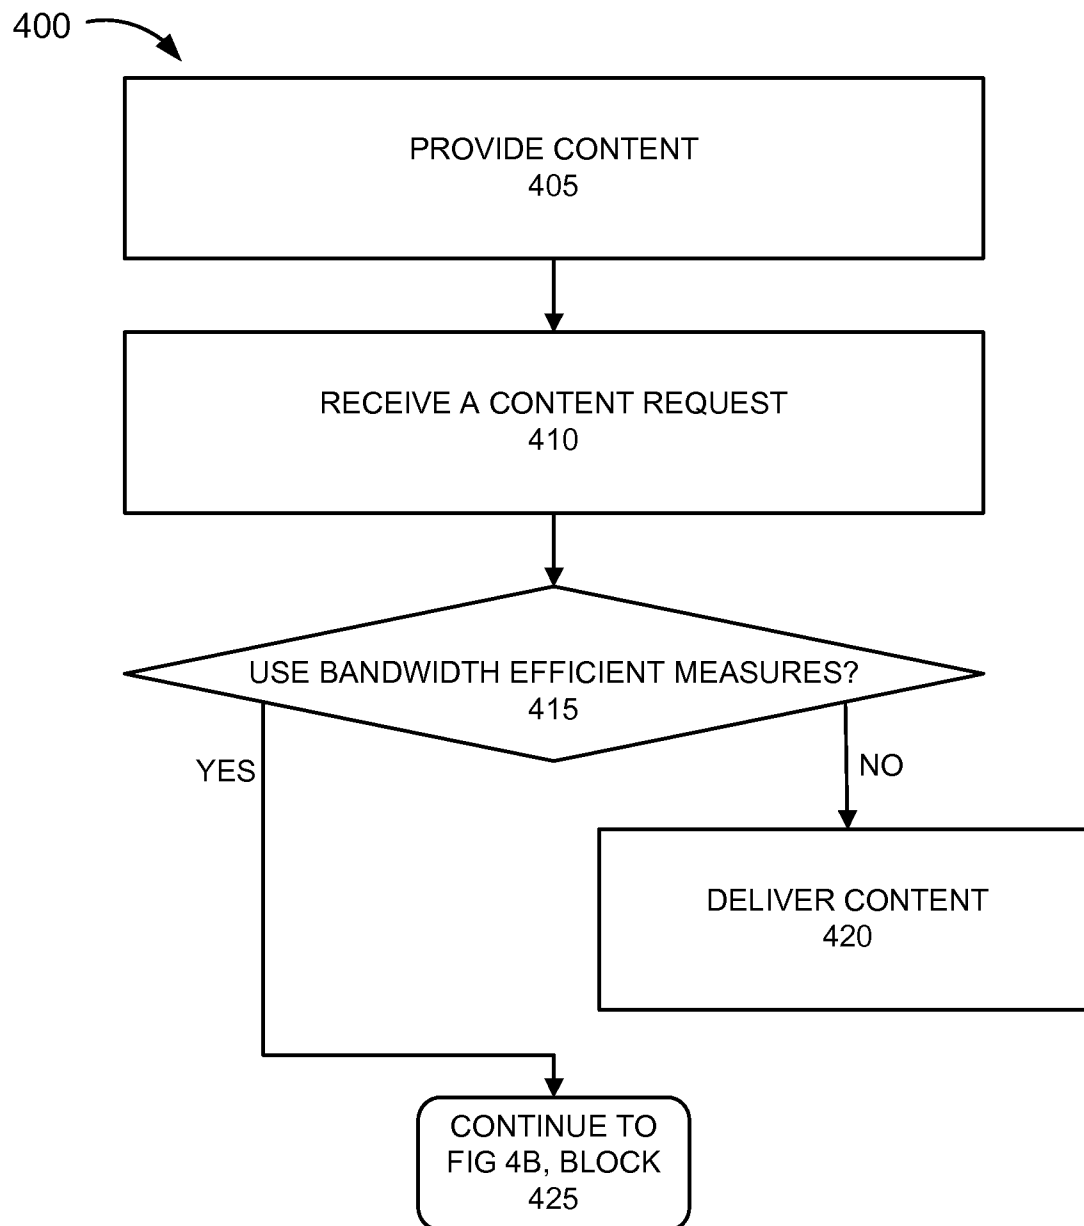 400
PROVIDE CONTENT
405
RECEIVE A CONTENT REQUEST
410
USE BANDWIDTH EFFICIENT MEASURES?
415
YES
NO
DELIVER CONTENT
420
CONTINUE TO
FIG 4B, BLOCK
425